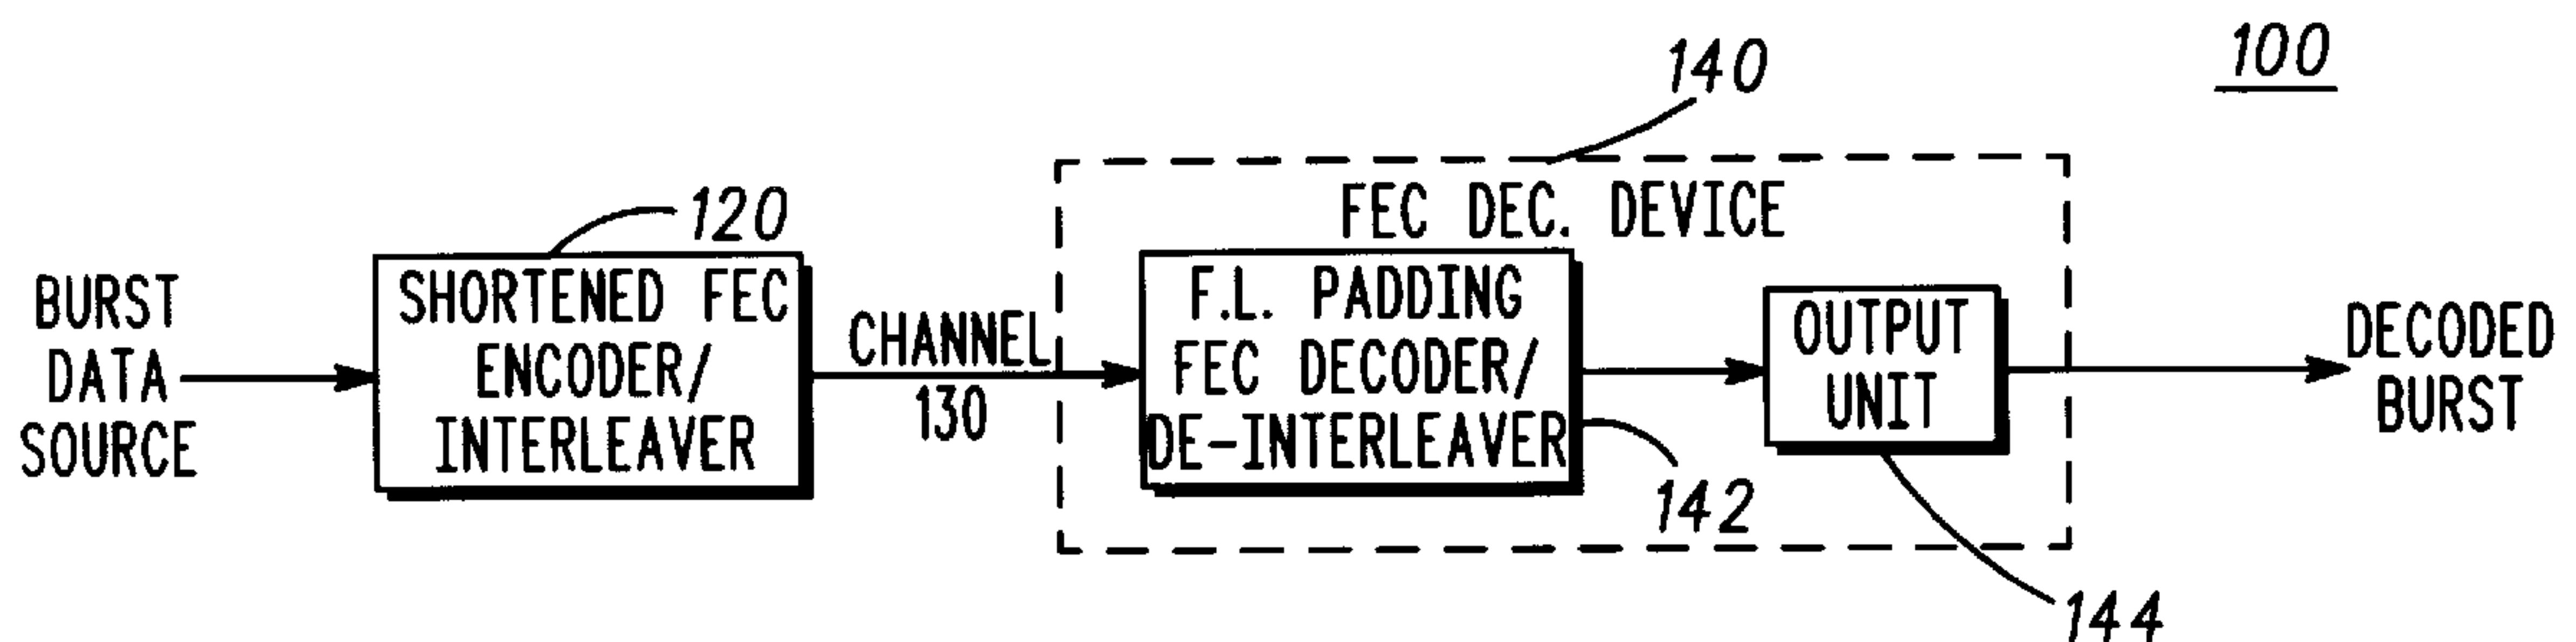 100
140
FEC DEC. DEVICE
120
BURST
DATA
SOURCE
SHORTENED FEC
ENCODER/
INTERLEAVER
CHANNEL
130
F.L. PADDING
FEC DECODER/
DE-INTERLEAVER
142
OUTPUT
UNIT
144
DECODED
BURST